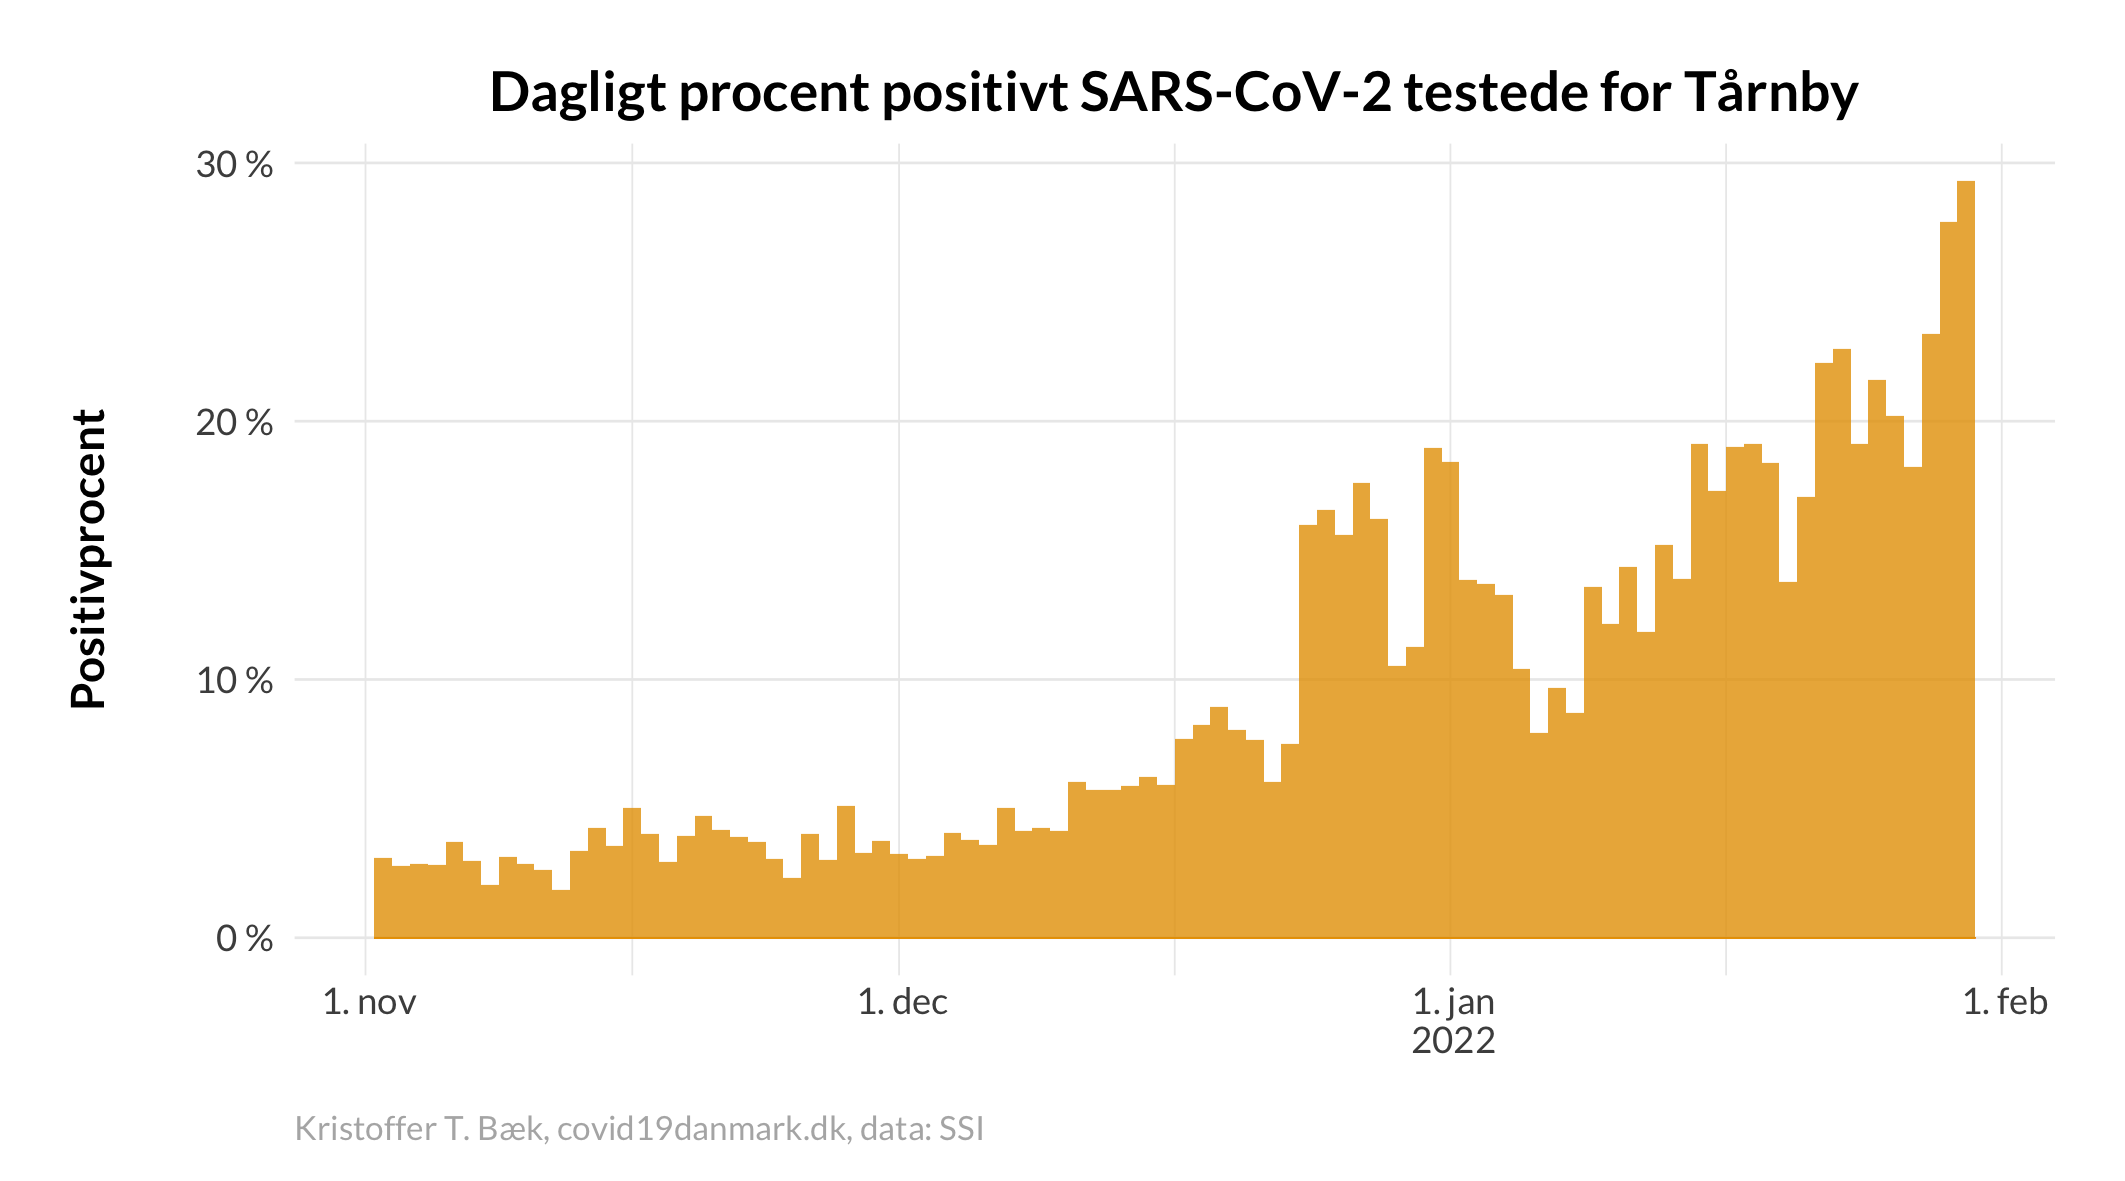 Dagligt procent positivt SARS-CoV-2 testede for Tårnby
Positivprocent
30 %
20 %
10 %
0 %
1. nov
1. dec
1. jan
2022
1. feb
Kristoffer T. Bæk, covid19danmark.dk, data: SSI